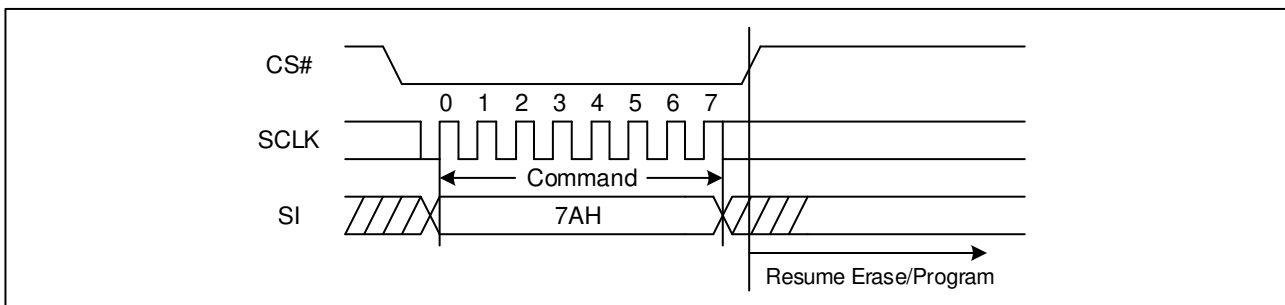 CS#
0 1 2 3 4 5 6 7
SCLK
Command
SI
7AH
Resume Erase/Program